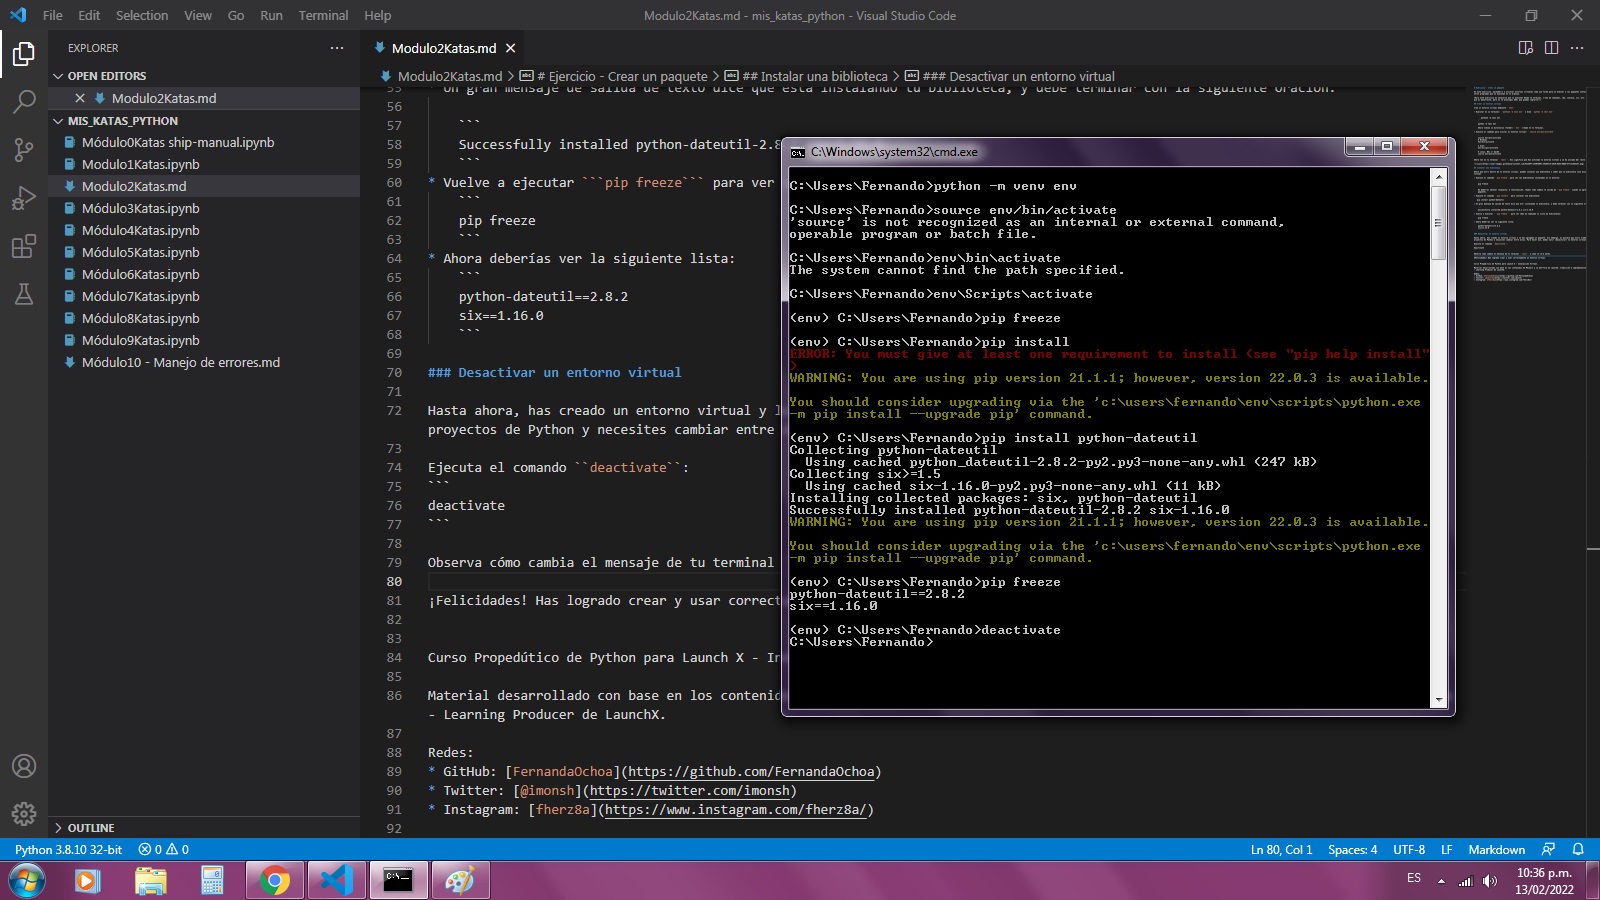 File Edit Selection View Go Run Terminal Help
Modulo2Katas.md - mis_katas_python - Visual Studio Code
EXPLORER
OPEN EDITORS
Modulo2Katas.md
MIS_KATAS_PYTHON
Módulo0Katas ship-manual.ipynb
Modulo1Katas.ipynb
Modulo2Katas.md
Módulo3Katas.ipynb
Módulo4Katas.ipynb
Módulo5Katas.ipynb
Módulo6Katas.ipynb
Módulo7Katas.ipynb
Módulo8Katas.ipynb
Módulo9Katas.ipynb
Módulo10 - Manejo de errores.md
OUTLINE
Modulo2Katas.md
Modulo2Katas.md > # Ejercicio - Crear un paquete > ## Instalar una biblioteca > ### Desactivar un entorno virtual
55 * Un gran mensaje de salida de texto dice que está instalando tu biblioteca, y debe terminar con la siguiente oración:
56
57 ```
58 Successfully installed python-dateutil-2.8
59 ```
60 * Vuelve a ejecutar ```pip freeze``` para ver
61 ```
62 pip freeze
63 ```
64 * Ahora deberías ver la siguiente lista:
65 ```
66 python-dateutil==2.8.2
67 six==1.16.0
68 ```
69
70 ### Desactivar un entorno virtual
71
72 Hasta ahora, has creado un entorno virtual y l
proyectos de Python y necesites cambiar entre
73
74 Ejecuta el comando ``deactivate``:
75 ```
76 deactivate
77 ```
78
79 Observa cómo cambia el mensaje de tu terminal
80
81 ¡Felicidades! Has logrado crear y usar correct
82
83
84 Curso Propedútico de Python para Launch X - In
85
86 Material desarrollado con base en los contenid
- Learning Producer de LaunchX.
87
88 Redes:
89 * GitHub: [FernandaOchoa](https://github.com/FernandaOchoa)
90 * Twitter: [@imonsh](https://twitter.com/imonsh)
91 * Instagram: [fherz8a](https://www.instagram.com/fherz8a/)
92
C:\Windows\system32\cmd.exe
C:\Users\Fernando>python -m venv env
C:\Users\Fernando>source env/bin/activate
'source' is not recognized as an internal or external command,
operable program or batch file.
C:\Users\Fernando>env\bin\activate
The system cannot find the path specified.
C:\Users\Fernando>env\Scripts\activate
(env) C:\Users\Fernando>pip freeze
(env) C:\Users\Fernando>pip install
ERROR: You must give at least one requirement to install (see "pip help install"
)
WARNING: You are using pip version 21.1.1; however, version 22.0.3 is available.
You should consider upgrading via the 'c:\users\fernando\env\scripts\python.exe
-m pip install --upgrade pip' command.
(env) C:\Users\Fernando>pip install python-dateutil
Collecting python-dateutil
Using cached python_dateutil-2.8.2-py2.py3-none-any.whl (247 kB)
Collecting six>=1.5
Using cached six-1.16.0-py2.py3-none-any.whl (11 kB)
Installing collected packages: six, python-dateutil
Successfully installed python-dateutil-2.8.2 six-1.16.0
WARNING: You are using pip version 21.1.1; however, version 22.0.3 is available.
You should consider upgrading via the 'c:\users\fernando\env\scripts\python.exe
-m pip install --upgrade pip' command.
(env) C:\Users\Fernando>pip freeze
python-dateutil==2.8.2
six==1.16.0
(env) C:\Users\Fernando>deactivate
C:\Users\Fernando>
Python 3.8.10 32-bit 0 0
Ln 80, Col 1 Spaces: 4 UTF-8 LF Markdown
ES
10:36 p.m.
13/02/2022